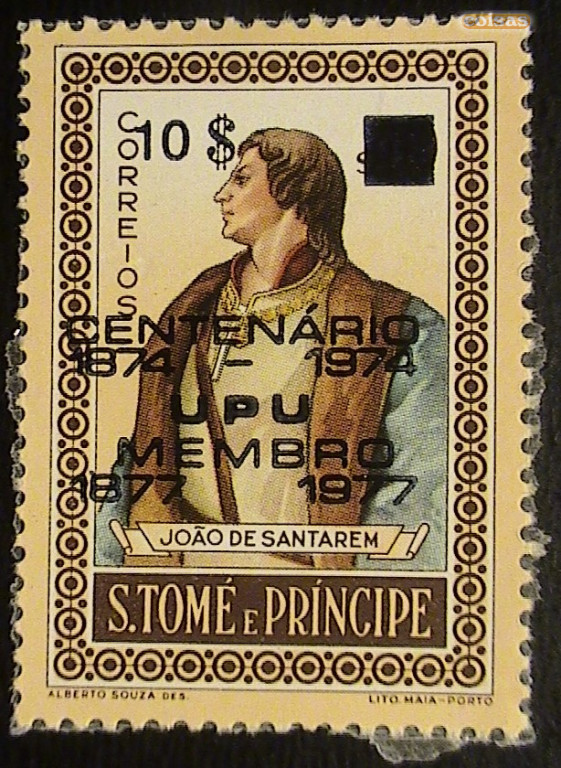 colnas
CORREIOS
10 $
$
CENTENÁRIO
1874 - 1974
UPU
MEMBRO
1877 1977
JOÃO DE SANTAREM
S.TOMÉ E PRÍNCIPE
ALBERTO SOUZA DES.
LITO. MAIA-PORTO